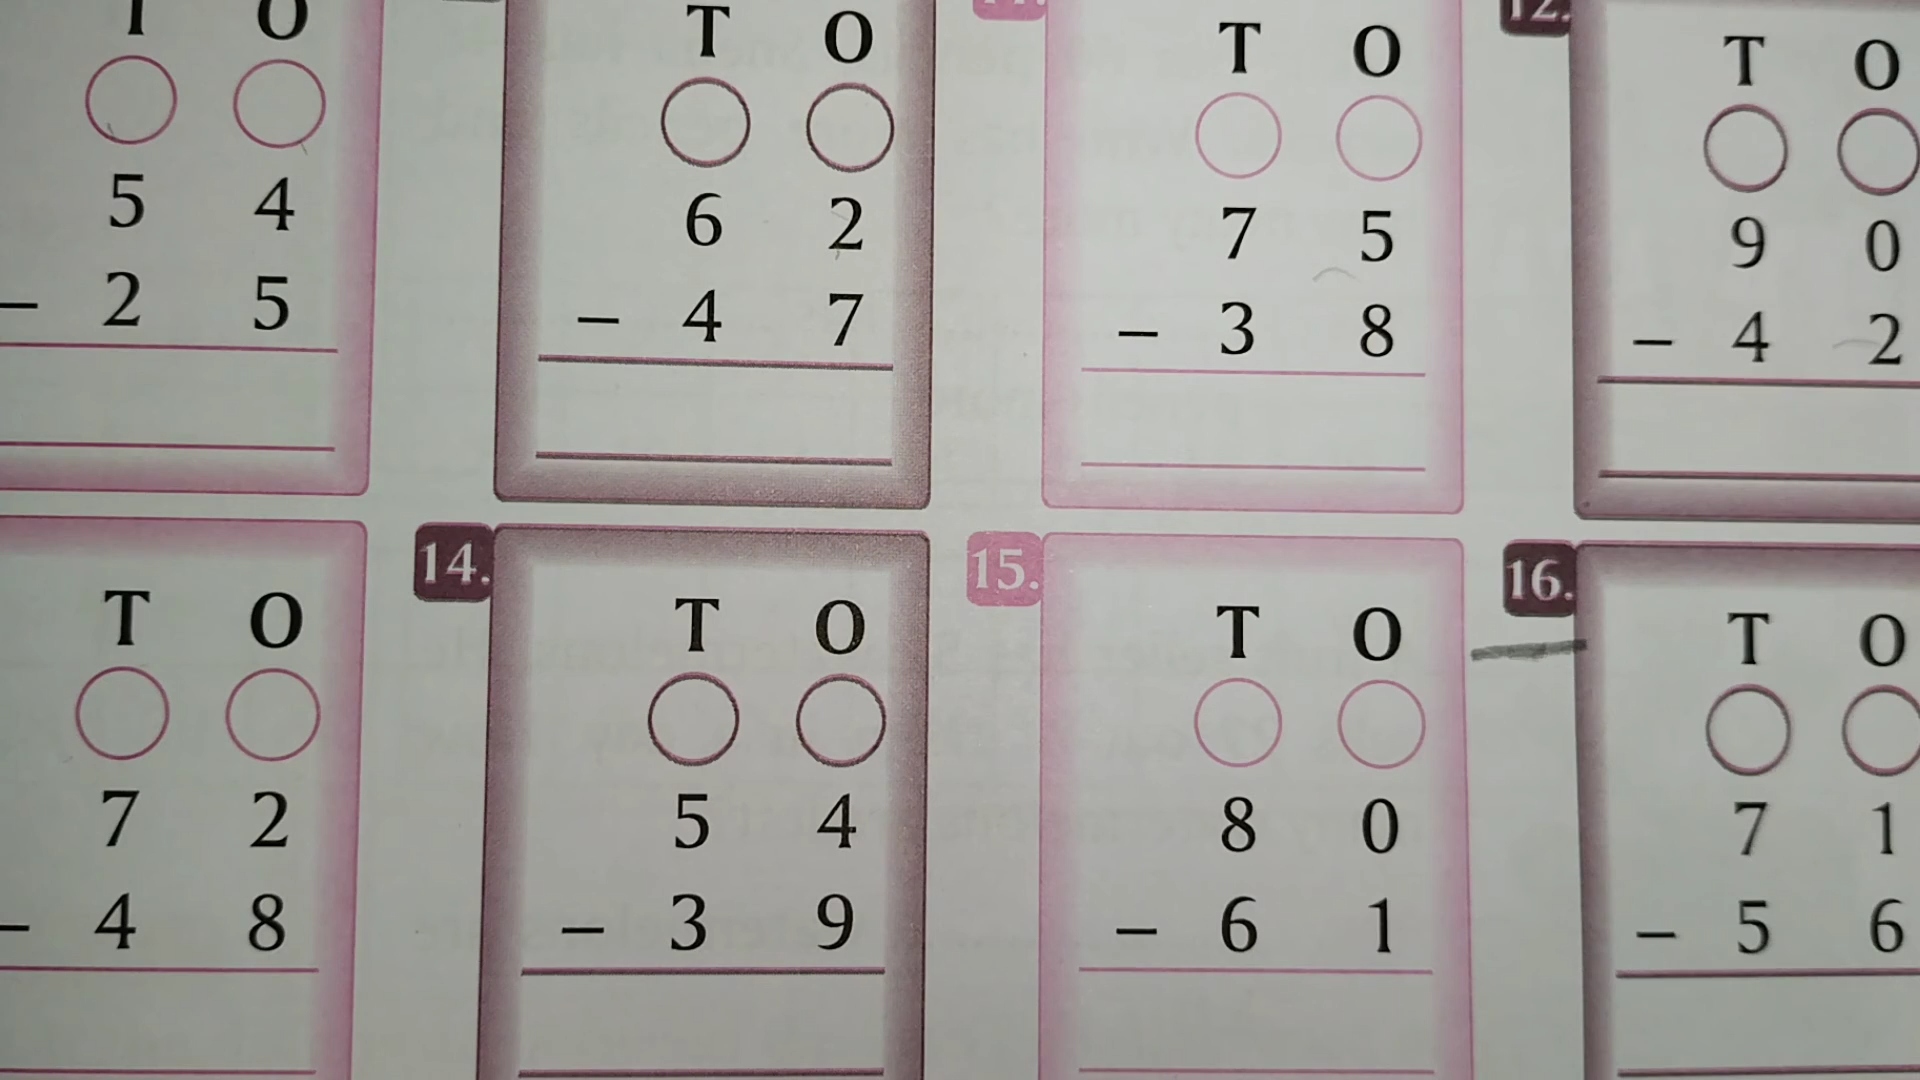 T O T O T O 12. T O
5 4 6 2 7 5 9 0
– 2 5 – 4 7 – 3 8 – 4 2
T O 14. T O 15. T O 16. T O
7 2 5 4 8 0 7 1
– 4 8 – 3 9 – 6 1 – 5 6